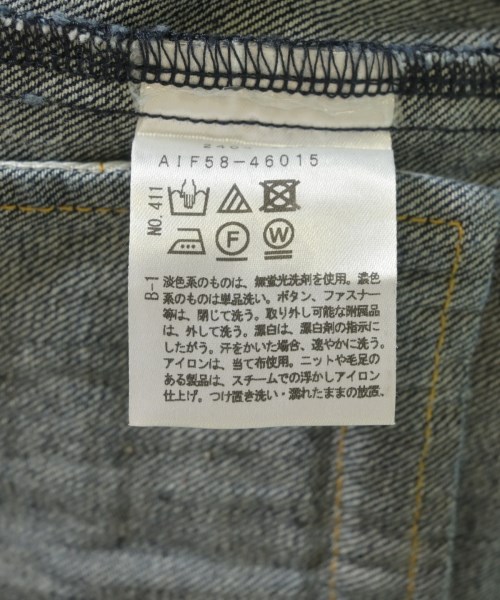 AIF58-46015
NO.411
F
W
B-1
淡色系のものは、無蛍光洗剤を使用。濃色
系のものは単品洗い。ボタン、ファスナー
等は、閉じて洗う。取り外し可能な附属品
は、外して洗う。漂白は、漂白剤の指示に
したがう。汗をかいた場合、速やかに洗う。
アイロンは、当て布使用。ニットや毛足の
ある製品は、スチームでの浮かしアイロン
仕上げ。つけ置き洗い・濡れたままの放置、